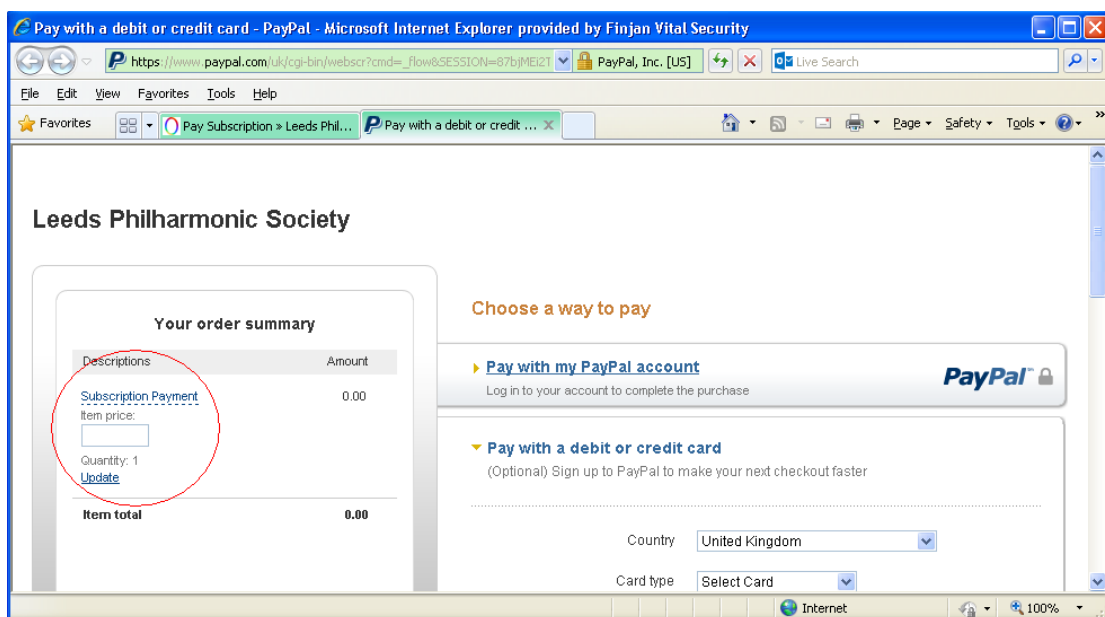 Pay with a debit or credit card - PayPal - Microsoft Internet Explorer provided by Finjan Vital Security
https://www.paypal.com/uk/cgi-bin/webscr?cmd=_flow&SESSION=87bjMEi2T
PayPal, Inc. [US]
Live Search
File Edit View Favorites Tools Help
Favorites
Pay Subscription » Leeds Phil...
Pay with a debit or credit ...
Page Safety Tools
Leeds Philharmonic Society
Your order summary
Descriptions Amount
Subscription Payment 0.00
Item price:
Quantity: 1
Update
Item total 0.00
Choose a way to pay
Pay with my PayPal account
Log in to your account to complete the purchase
PayPal
Pay with a debit or credit card
(Optional) Sign up to PayPal to make your next checkout faster
Country United Kingdom
Card type Select Card
Internet 100%